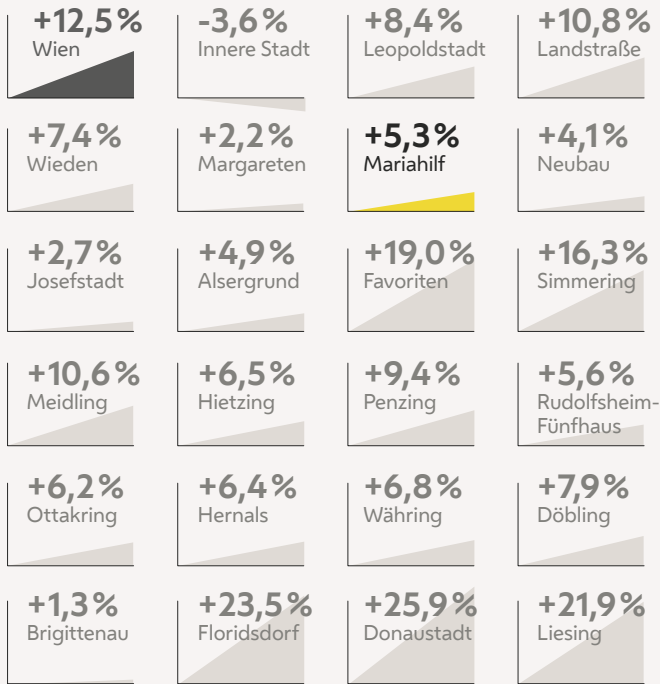 +12,5 %
Wien
-3,6 %
Innere Stadt
+8,4 %
Leopoldstadt
+10,8 %
Landstraße
+7,4 %
Wieden
+2,2 %
Margareten
+5,3 %
Mariahilf
+4,1 %
Neubau
+2,7 %
Josefstadt
+4,9 %
Alsergrund
+19,0 %
Favoriten
+16,3 %
Simmering
+10,6 %
Meidling
+6,5 %
Hietzing
+9,4 %
Penzing
+5,6 %
Rudolfsheim-
Fünfhaus
+6,2 %
Ottakring
+6,4 %
Hernals
+6,8 %
Währing
+7,9 %
Döbling
+1,3 %
Brigittenau
+23,5 %
Floridsdorf
+25,9 %
Donaustadt
+21,9 %
Liesing